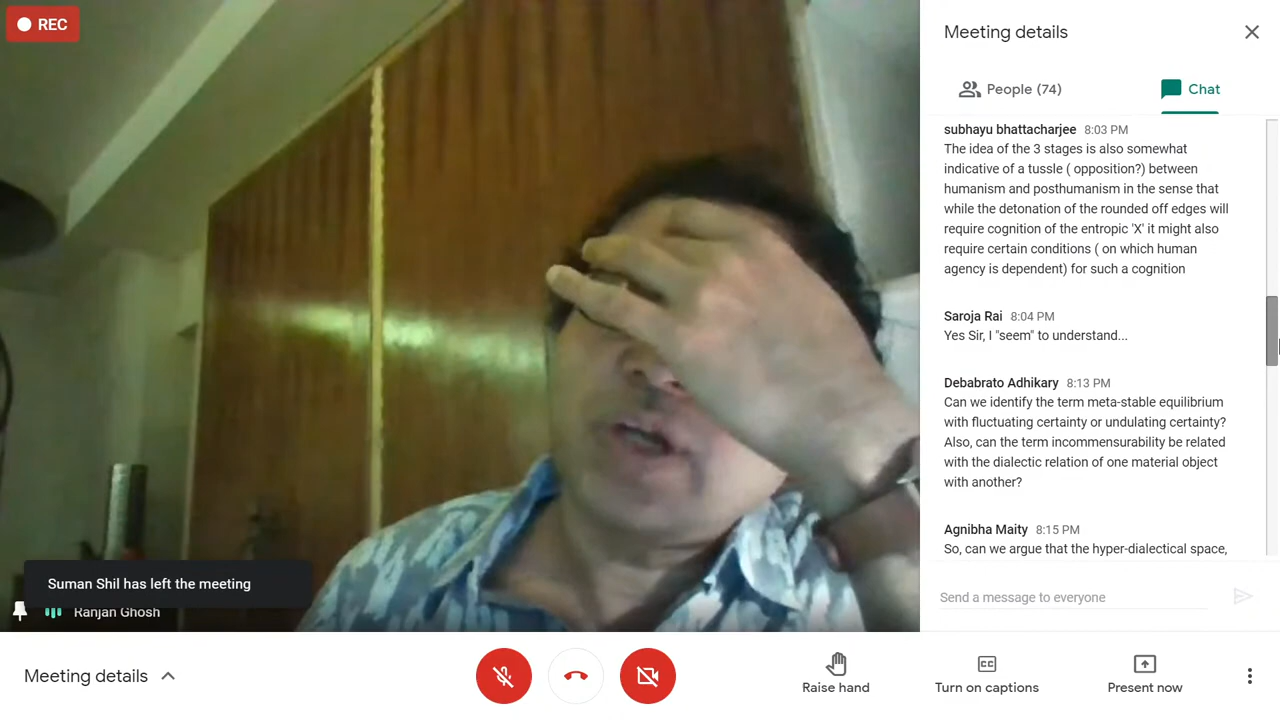 REC
Suman Shil has left the meeting
Ranjan Ghosh
Meeting details
People (74)
Chat
subhayu bhattacharjee 8:03 PM
The idea of the 3 stages is also somewhat
indicative of a tussle ( opposition?) between
humanism and posthumanism in the sense that
while the detonation of the rounded off edges will
require cognition of the entropic 'X' it might also
require certain conditions ( on which human
agency is dependent) for such a cognition
Saroja Rai 8:04 PM
Yes Sir, I "seem" to understand...
Debabrato Adhikary 8:13 PM
Can we identify the term meta-stable equilibrium
with fluctuating certainty or undulating certainty?
Also, can the term incommensurability be related
with the dialectic relation of one material object
with another?
Agnibha Maity 8:15 PM
So, can we argue that the hyper-dialectical space,
Send a message to everyone
Meeting details
Raise hand
CC
Turn on captions
Present now